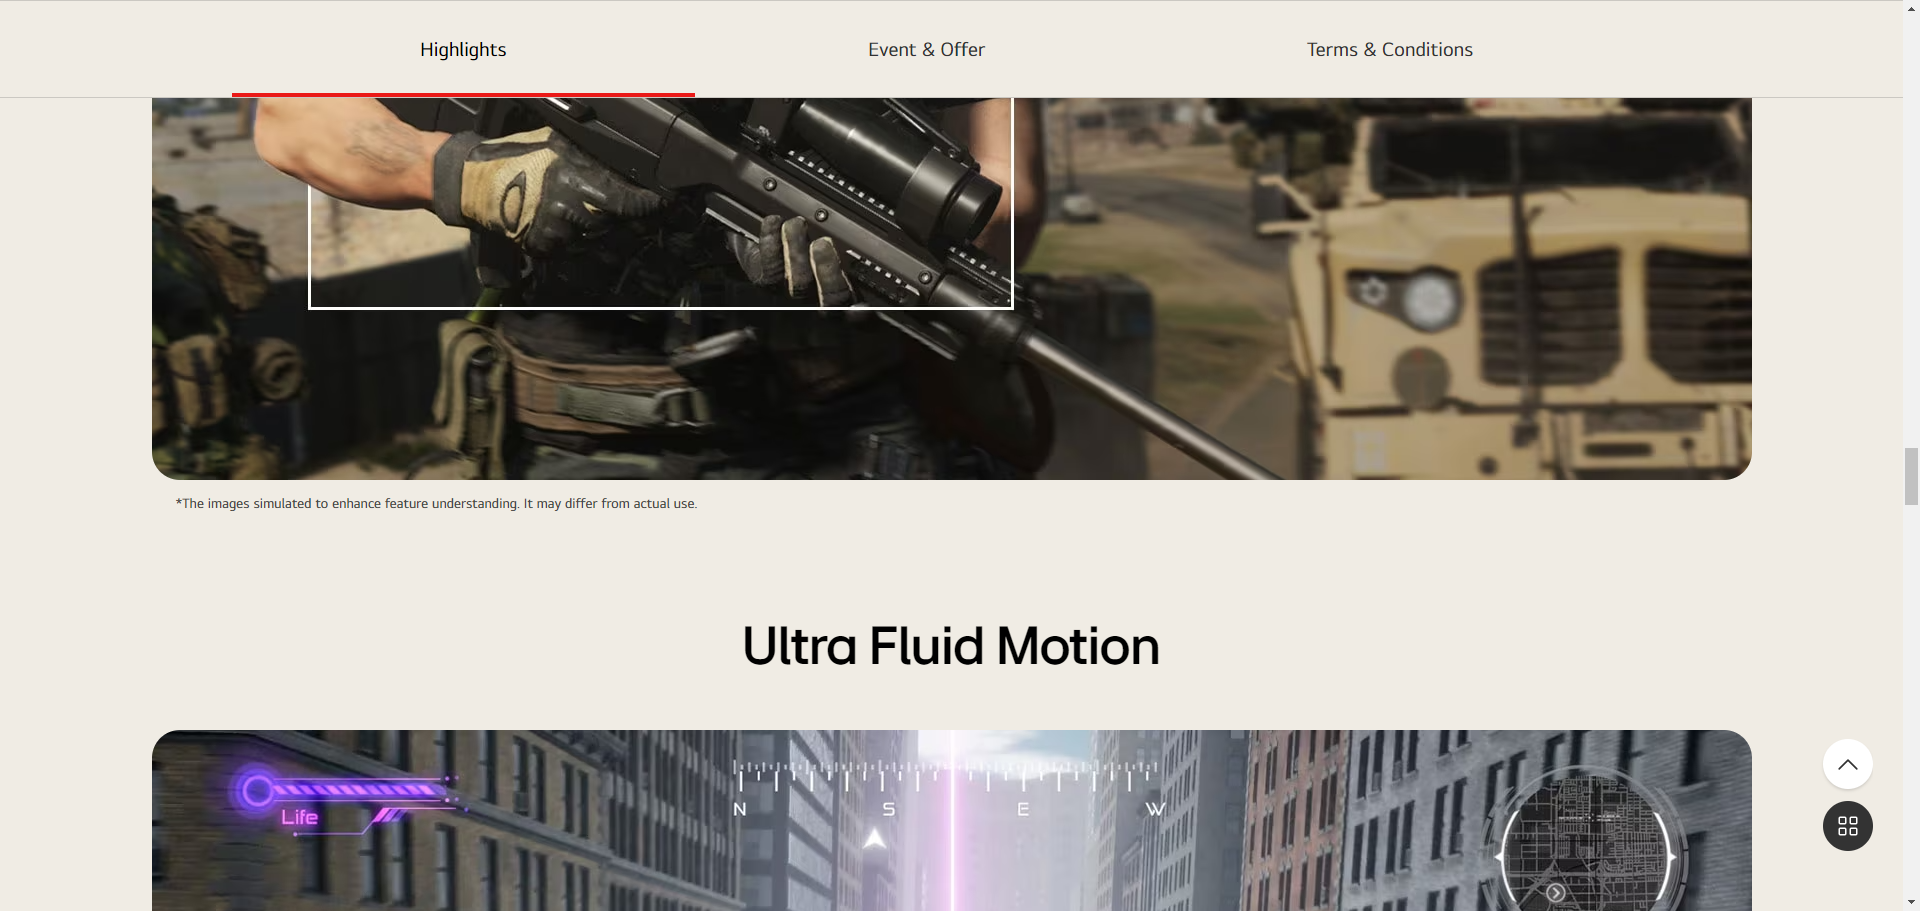 Highlights
Event & Offer
Terms & Conditions
*The images simulated to enhance feature understanding. It may differ from actual use.
Ultra Fluid Motion
N S E W
Life